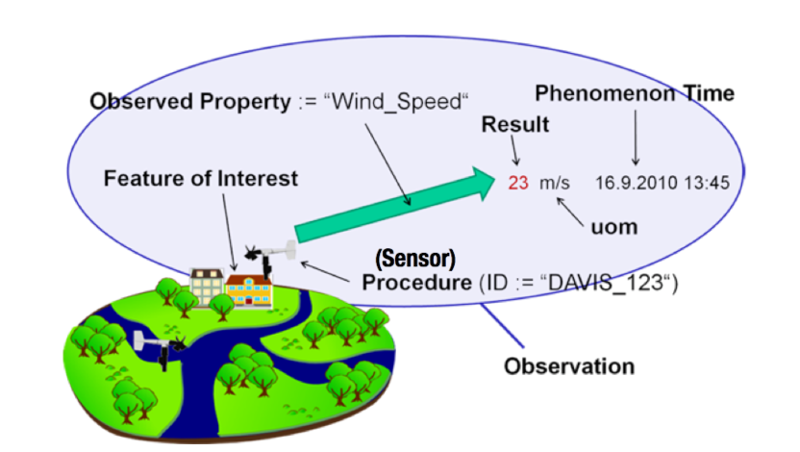 Phenomenon Time
Observed Property := “Wind_Speed“
Result
Feature of Interest
23 m/s 16.9.2010 13:45
uom
(Sensor)
Procedure (ID := “DAVIS_123“)
Observation